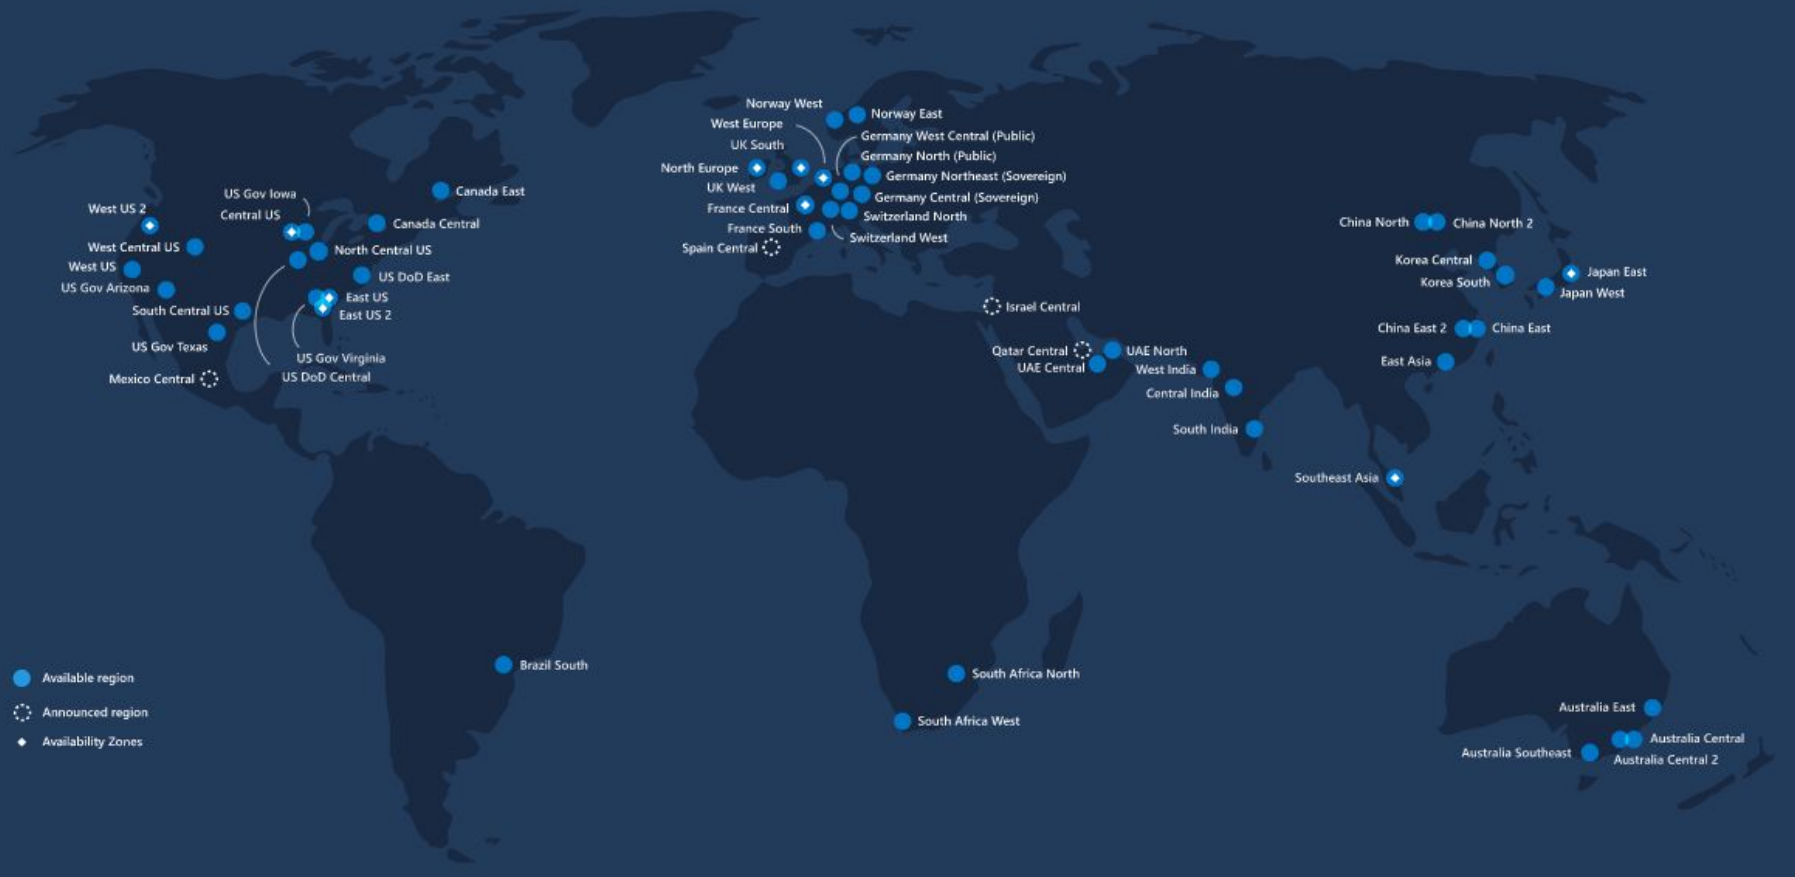 Norway West
Norway East
West Europe
Germany West Central (Public)
UK South
Germany North (Public)
North Europe
Germany Northeast (Sovereign)
UK West
Germany Central (Sovereign)
France Central
Switzerland North
France South
Switzerland West
Spain Central
US Gov Iowa
Canada East
West US 2
Central US
Canada Central
West Central US
North Central US
West US
US DoD East
US Gov Arizona
East US
South Central US
East US 2
US Gov Texas
US Gov Virginia
Mexico Central
US DoD Central
Israel Central
Qatar Central
UAE North
UAE Central
West India
Central India
South India
China North
China North 2
Korea Central
Japan East
Korea South
Japan West
China East 2
China East
East Asia
Southeast Asia
Brazil South
South Africa North
South Africa West
Australia East
Australia Central
Australia Southeast
Australia Central 2
Available region
Announced region
Availability Zones